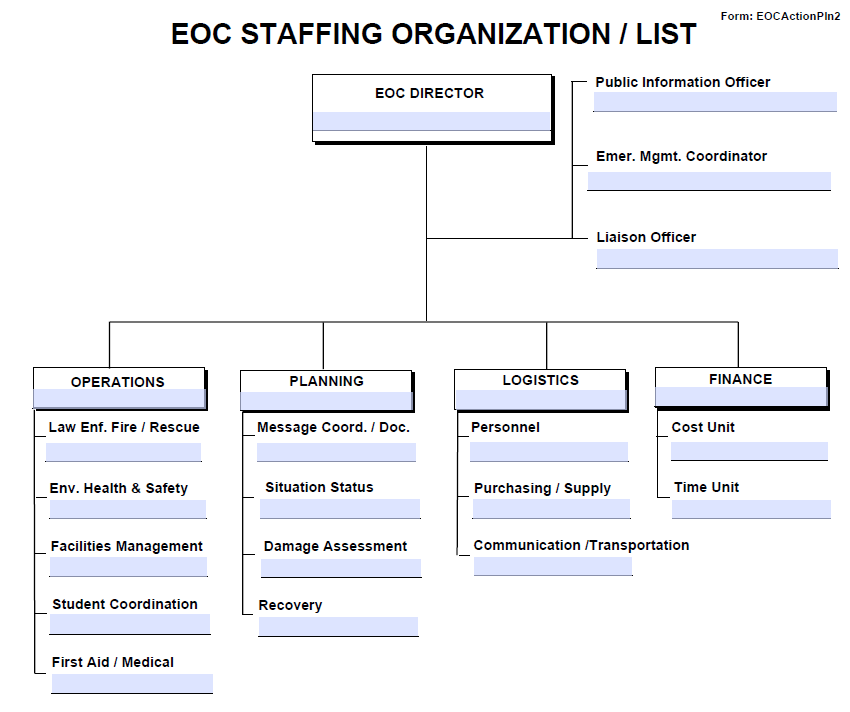 Form: EOCActionPln2
EOC STAFFING ORGANIZATION / LIST
EOC DIRECTOR
Public Information Officer
Emer. Mgmt. Coordinator
Liaison Officer
OPERATIONS
Law Enf. Fire / Rescue
Env. Health & Safety
Facilities Management
Student Coordination
First Aid / Medical
PLANNING
Message Coord. / Doc.
Situation Status
Damage Assessment
Recovery
LOGISTICS
Personnel
Purchasing / Supply
Communication /Transportation
FINANCE
Cost Unit
Time Unit